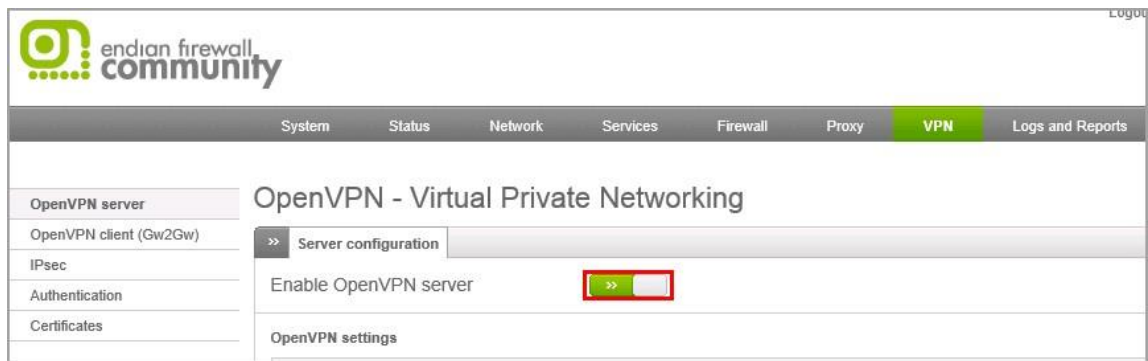 Logou
endian firewall
community
System Status Network Services Firewall Proxy VPN Logs and Reports
OpenVPN server
OpenVPN client (Gw2Gw)
IPsec
Authentication
Certificates
OpenVPN - Virtual Private Networking
» Server configuration
Enable OpenVPN server »
OpenVPN settings